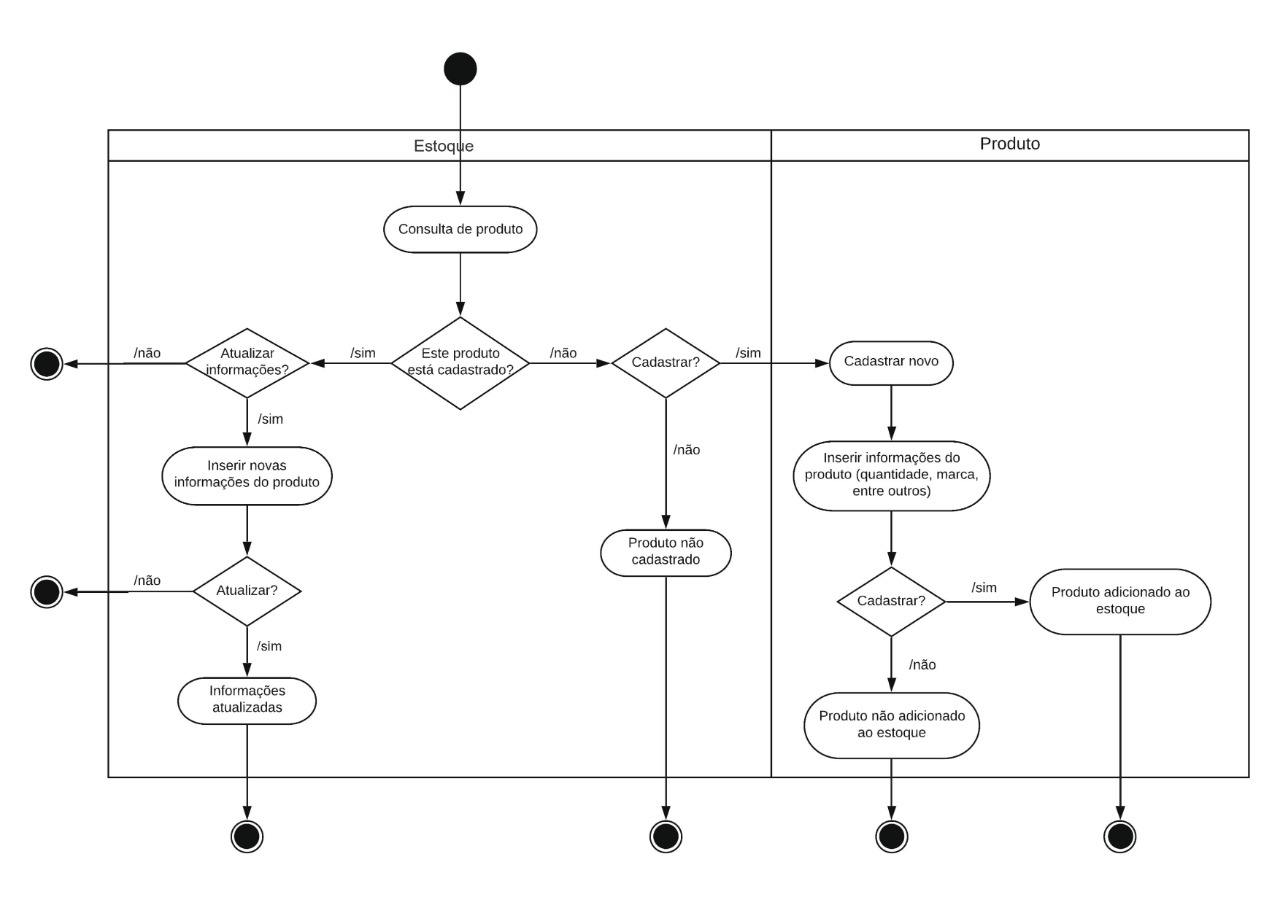 Estoque
Produto
Consulta de produto
/não
Atualizar
informações?
/sim
Este produto
está cadastrado?
/não
Cadastrar?
/sim
Cadastrar novo
/sim
Inserir novas
informações do produto
/não
Inserir informações do
produto (quantidade, marca,
entre outros)
Produto não
cadastrado
/não
Atualizar?
Cadastrar?
/sim
Produto adicionado ao
estoque
/sim
/não
Informações
atualizadas
Produto não adicionado
ao estoque